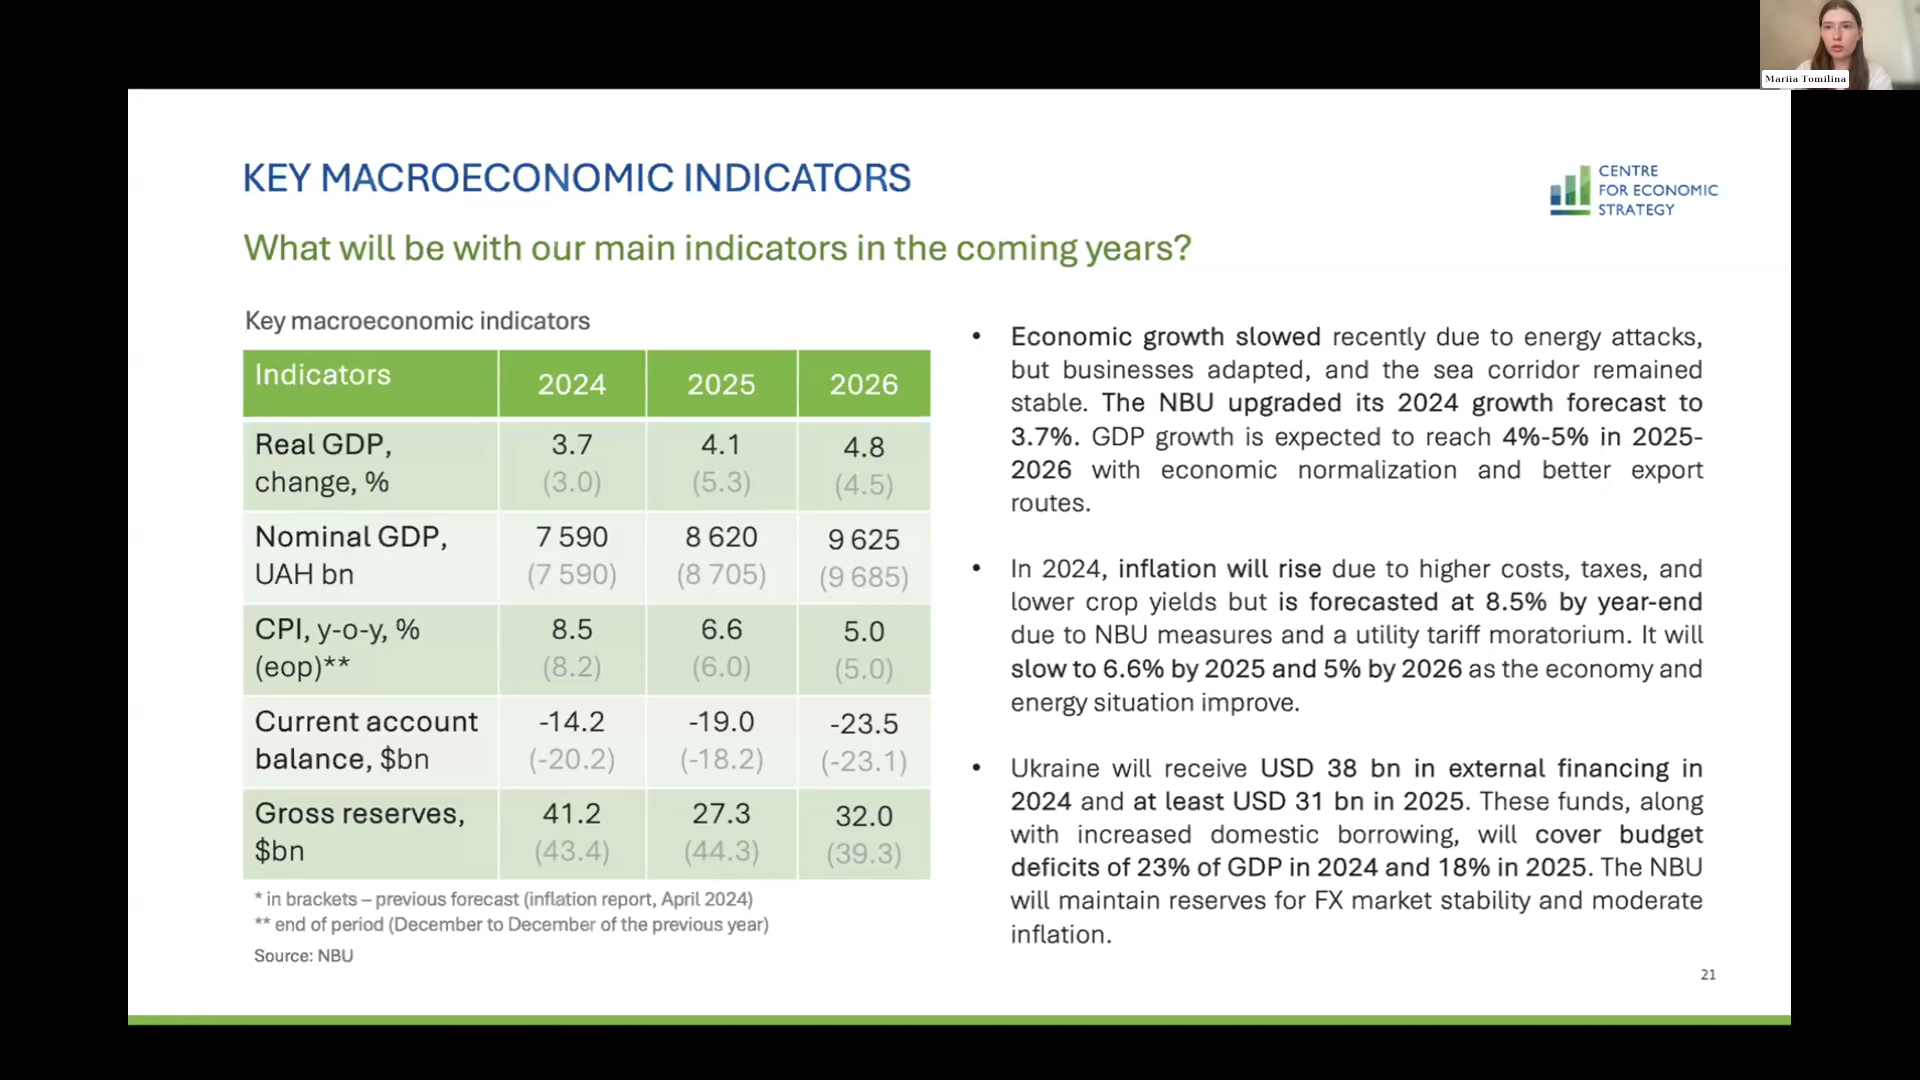 Mariia Tomilina
KEY MACROECONOMIC INDICATORS
CENTRE
FOR ECONOMIC
STRATEGY
What will be with our main indicators in the coming years?
Key macroeconomic indicators
Indicators 2024 2025 2026
Real GDP, 3.7 4.1 4.8
change, % (3.0) (5.3) (4.5)
Nominal GDP, 7 590 8 620 9 625
UAH bn (7 590) (8 705) (9 685)
CPI, y-o-y, % 8.5 6.6 5.0
(eop)** (8.2) (6.0) (5.0)
Current account -14.2 -19.0 -23.5
balance, $bn (-20.2) (-18.2) (-23.1)
Gross reserves, 41.2 27.3 32.0
$bn (43.4) (44.3) (39.3)
* in brackets – previous forecast (inflation report, April 2024)
** end of period (December to December of the previous year)
Source: NBU
• Economic growth slowed recently due to energy attacks,
but businesses adapted, and the sea corridor remained
stable. The NBU upgraded its 2024 growth forecast to
3.7%. GDP growth is expected to reach 4%-5% in 2025-
2026 with economic normalization and better export
routes.
• In 2024, inflation will rise due to higher costs, taxes, and
lower crop yields but is forecasted at 8.5% by year-end
due to NBU measures and a utility tariff moratorium. It will
slow to 6.6% by 2025 and 5% by 2026 as the economy and
energy situation improve.
• Ukraine will receive USD 38 bn in external financing in
2024 and at least USD 31 bn in 2025. These funds, along
with increased domestic borrowing, will cover budget
deficits of 23% of GDP in 2024 and 18% in 2025. The NBU
will maintain reserves for FX market stability and moderate
inflation.
21